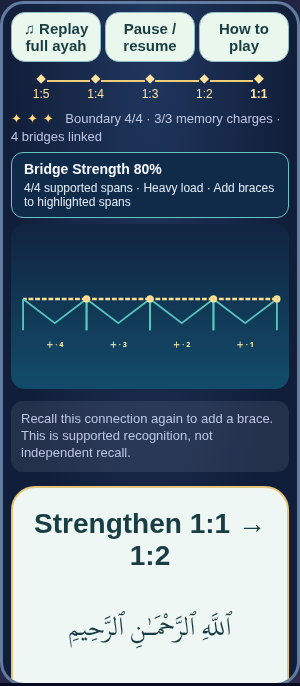 ♫ Replay full ayah
Pause / resume
How to play
1:5 1:4 1:3 1:2 1:1
✦ ✦ ✦ Boundary 4/4 · 3/3 memory charges ·
4 bridges linked
Bridge Strength 80%
4/4 supported spans · Heavy load · Add braces
to highlighted spans
+ · 4 + · 3 + · 2 + · 1
Recall this connection again to add a brace.
This is supported recognition, not
independent recall.
Strengthen 1:1 →
1:2
ٱللَّهِ ٱلرَّحْمَـٰنِ ٱلرَّحِيمِ